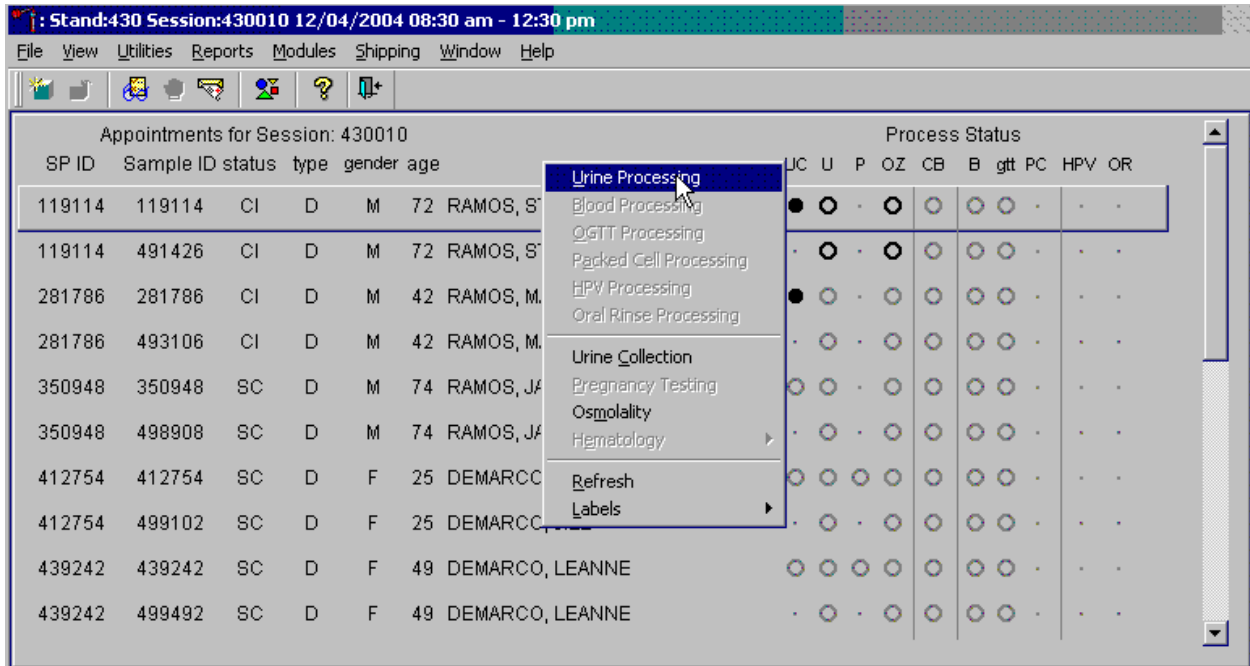 : Stand:430 Session:430010 12/04/2004 08:30 am - 12:30 pm
File View Utilities Reports Modules Shipping Window Help
Appointments for Session: 430010 Process Status
SP ID Sample ID status type gender age UC U P OZ CB B gtt PC HPV OR
119114 119114 CI D M 72 RAMOS, S
119114 491426 CI D M 72 RAMOS, S
281786 281786 CI D M 42 RAMOS, M
281786 493106 CI D M 42 RAMOS, M
350948 350948 SC D M 74 RAMOS, JA
350948 498908 SC D M 74 RAMOS, JA
412754 412754 SC D F 25 DEMARCO
412754 499102 SC D F 25 DEMARCO,
439242 439242 SC D F 49 DEMARCO, LEANNE
439242 499492 SC D F 49 DEMARCO, LEANNE
Urine Processing
Blood Processing
OGTT Processing
Packed Cell Processing
HPV Processing
Oral Rinse Processing
Urine Collection
Pregnancy Testing
Osmolality
Hematology
Refresh
Labels